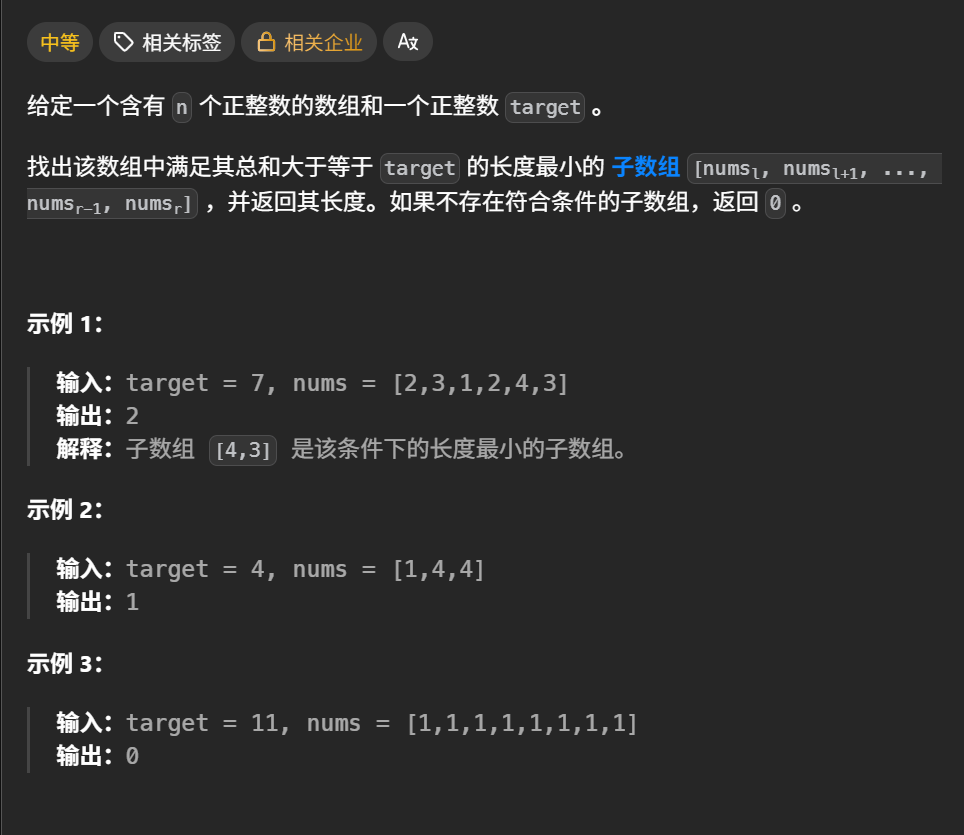 中等 相关标签 相关企业
给定一个含有 n 个正整数的数组和一个正整数 target 。
找出该数组中满足其总和大于等于 target 的长度最小的 子数组 [numsₗ, numsₗ₊₁, ...,
numsᵣ₋₁, numsᵣ] ，并返回其长度。如果不存在符合条件的子数组，返回 0 。
示例 1：
输入：target = 7, nums = [2,3,1,2,4,3]
输出：2
解释：子数组 [4,3] 是该条件下的长度最小的子数组。
示例 2：
输入：target = 4, nums = [1,4,4]
输出：1
示例 3：
输入：target = 11, nums = [1,1,1,1,1,1,1,1]
输出：0